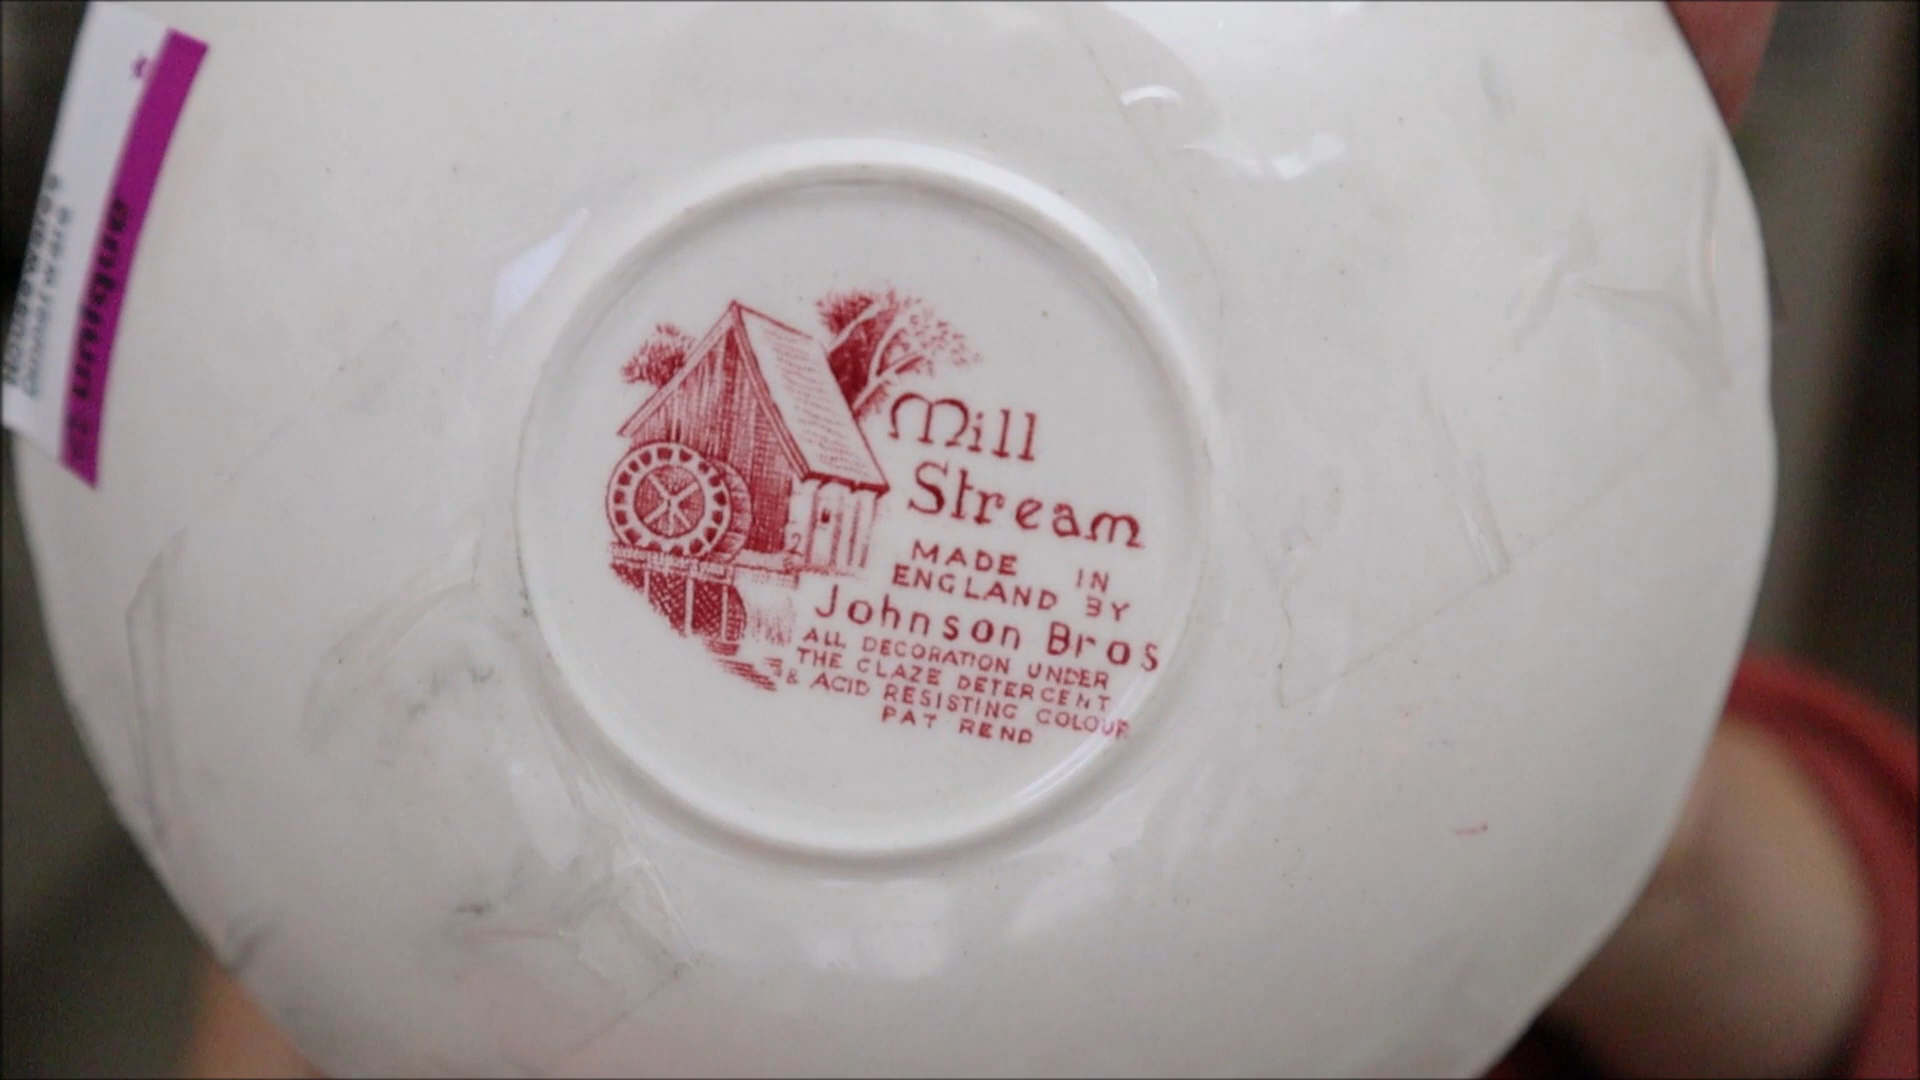 Mill
Stream
MADE IN
ENGLAND BY
Johnson Bros
ALL DECORATION UNDER
THE GLAZE DETERGENT
& ACID RESISTING COLOUR
PAT REND